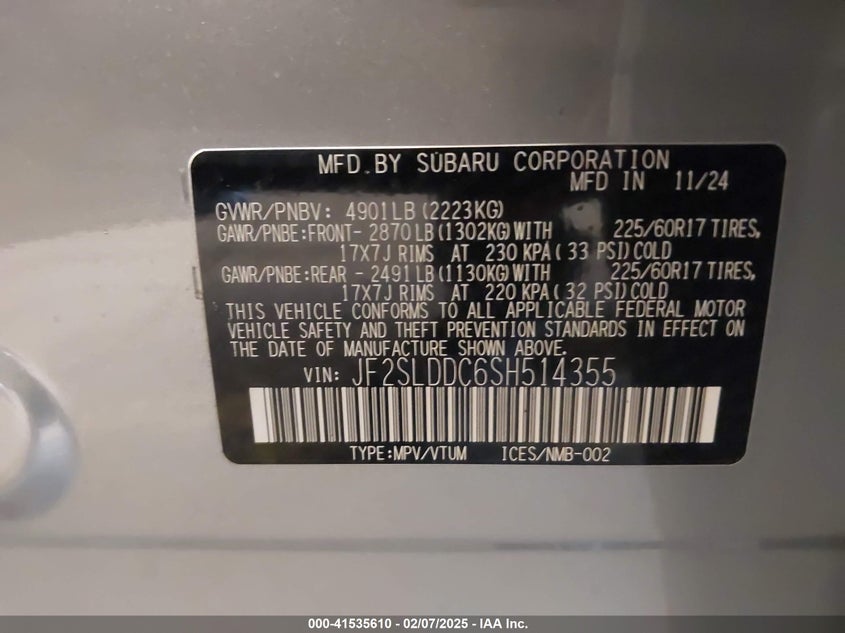 MFD.BY SUBARU CORPORATION
MFD IN 11/24
GVWR/PNBV: 4901LB(2223KG)
GAWR/PNBE:FRONT- 2870LB(1302KG)WITH 225/60R17 TIRES,
17X7J RIMS AT 230 KPA( 33 PSI)COLD
GAWR/PNBE:REAR - 2491LB(1130KG)WITH 225/60R17 TIRES,
17X7J RIMS AT 220 KPA( 32 PSI)COLD
THIS VEHICLE CONFORMS TO ALL APPLICABLE FEDERAL MOTOR
VEHICLE SAFETY AND THEFT PREVENTION STANDARDS IN EFFECT ON
THE DATE OF MANUFACTURE SHOWN ABOVE.
VIN: JF2SLDDC6SH514355
TYPE:MPV/VTUM ICES/NMB-002
000-41535610 - 02/07/2025 - IAA Inc.